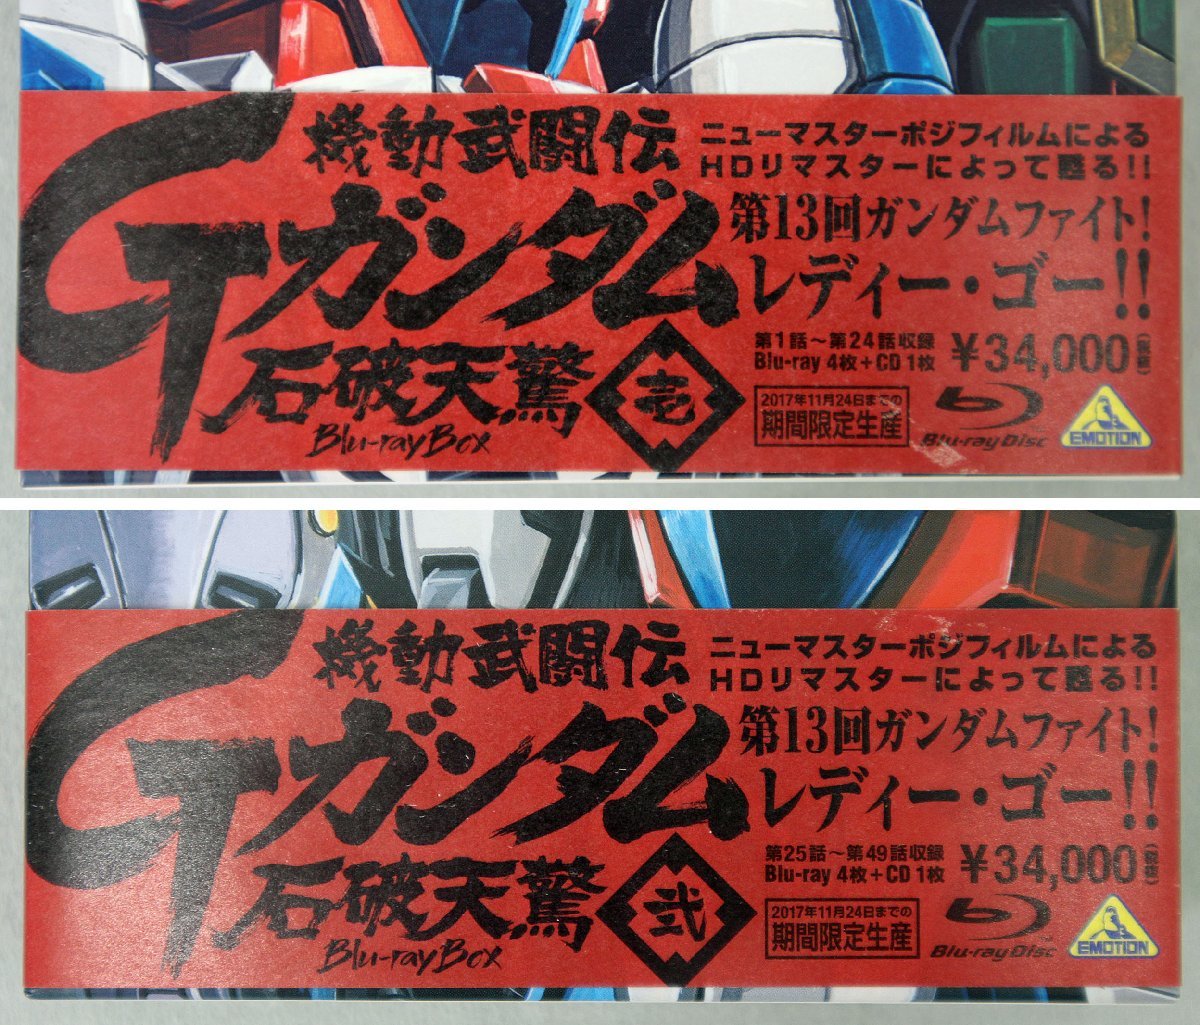 機動武闘伝
Gガンダム
石破天驚
Blu-rayBox
壱
ニューマスターポジフィルムによる
HDリマスターによって甦る!!
第13回ガンダムファイト!
レディー・ゴー!!
第1話～第24話収録
Blu-ray 4枚+CD 1枚
¥34,000(税抜)
2017年11月24日までの
期間限定生産
Blu-ray Disc
EMOTION
機動武闘伝
Gガンダム
石破天驚
Blu-rayBox
弐
ニューマスターポジフィルムによる
HDリマスターによって甦る!!
第13回ガンダムファイト!
レディー・ゴー!!
第25話～第49話収録
Blu-ray 4枚+CD 1枚
¥34,000(税抜)
2017年11月24日までの
期間限定生産
Blu-ray Disc
EMOTION